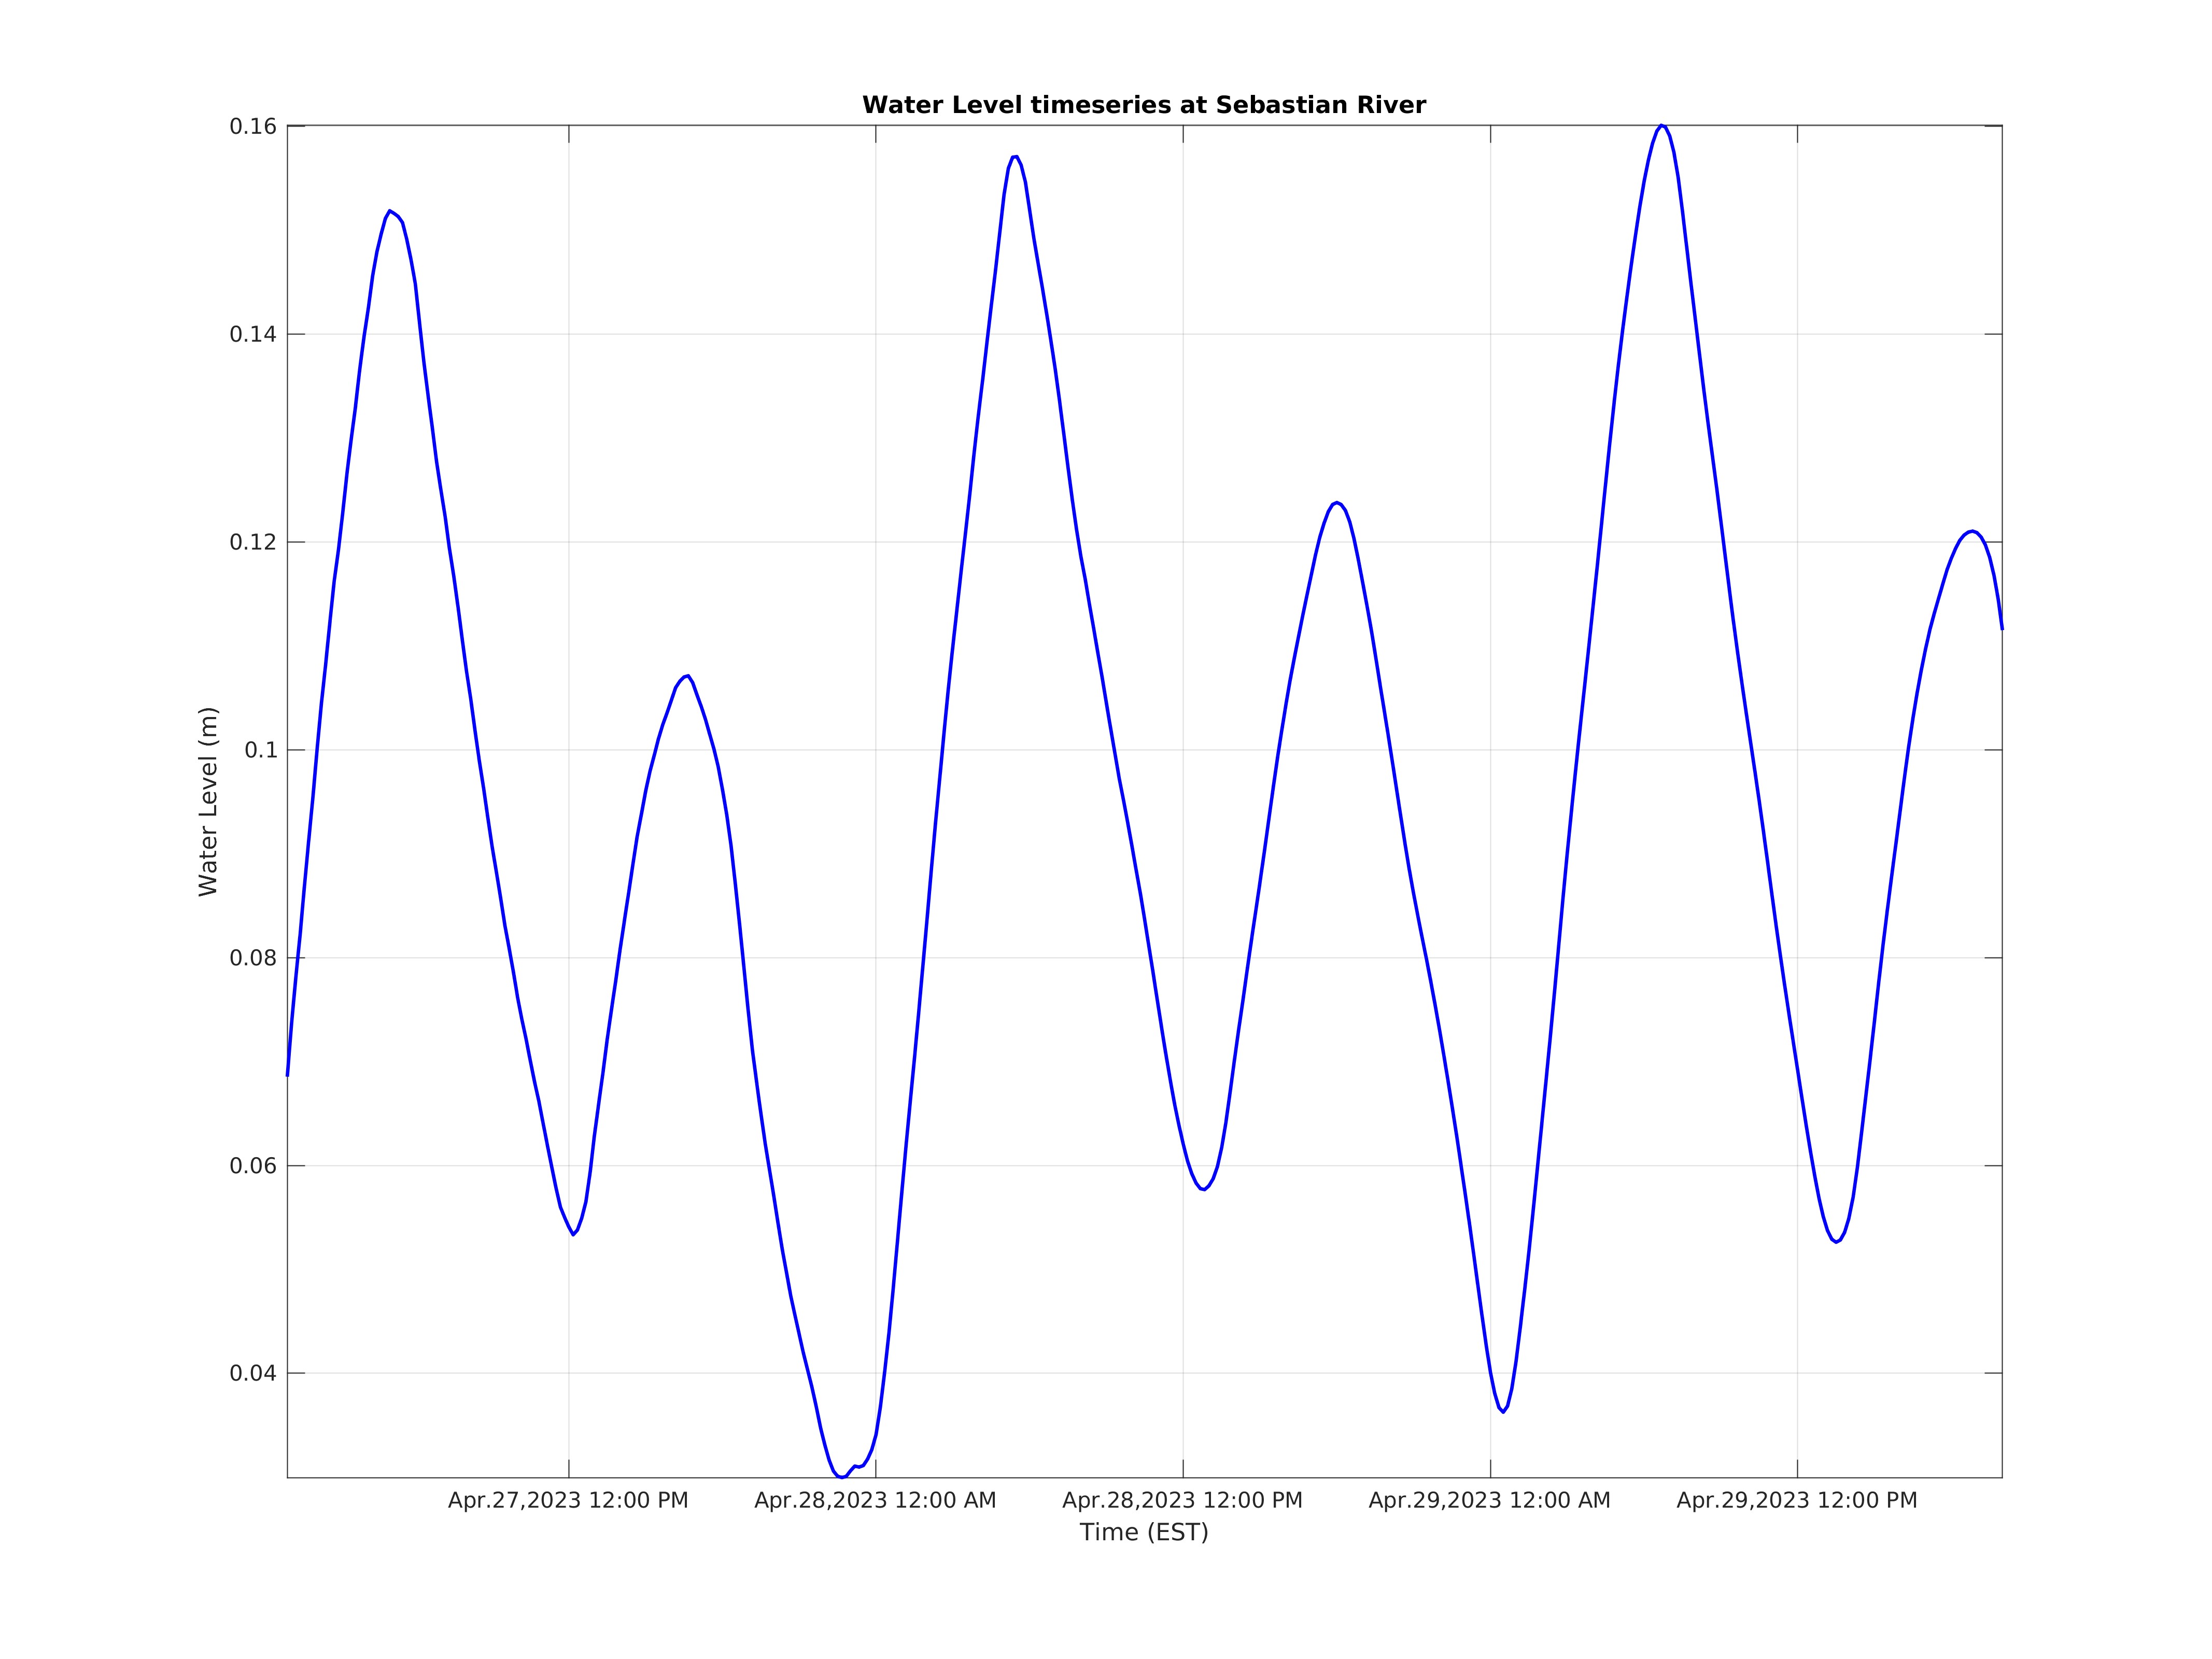 Water Level timeseries at Sebastian River
0.16
0.14
0.12
0.1
0.08
0.06
0.04
Water Level (m)
Apr.27,2023 12:00 PM
Apr.28,2023 12:00 AM
Apr.28,2023 12:00 PM
Apr.29,2023 12:00 AM
Apr.29,2023 12:00 PM
Time (EST)